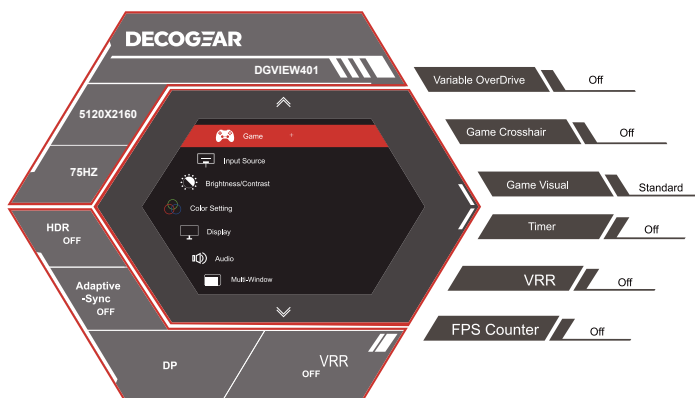 DECOGEAR
DGVIEW401
5120X2160
75HZ
HDR
OFF
Adaptive
-Sync
OFF
DP
VRR
OFF
Game +
Input Source
Brightness/Contrast
Color Setting
Display
Audio
Multi-Window
Variable OverDrive Off
Game Crosshair Off
Game Visual Standard
Timer Off
VRR Off
FPS Counter Off